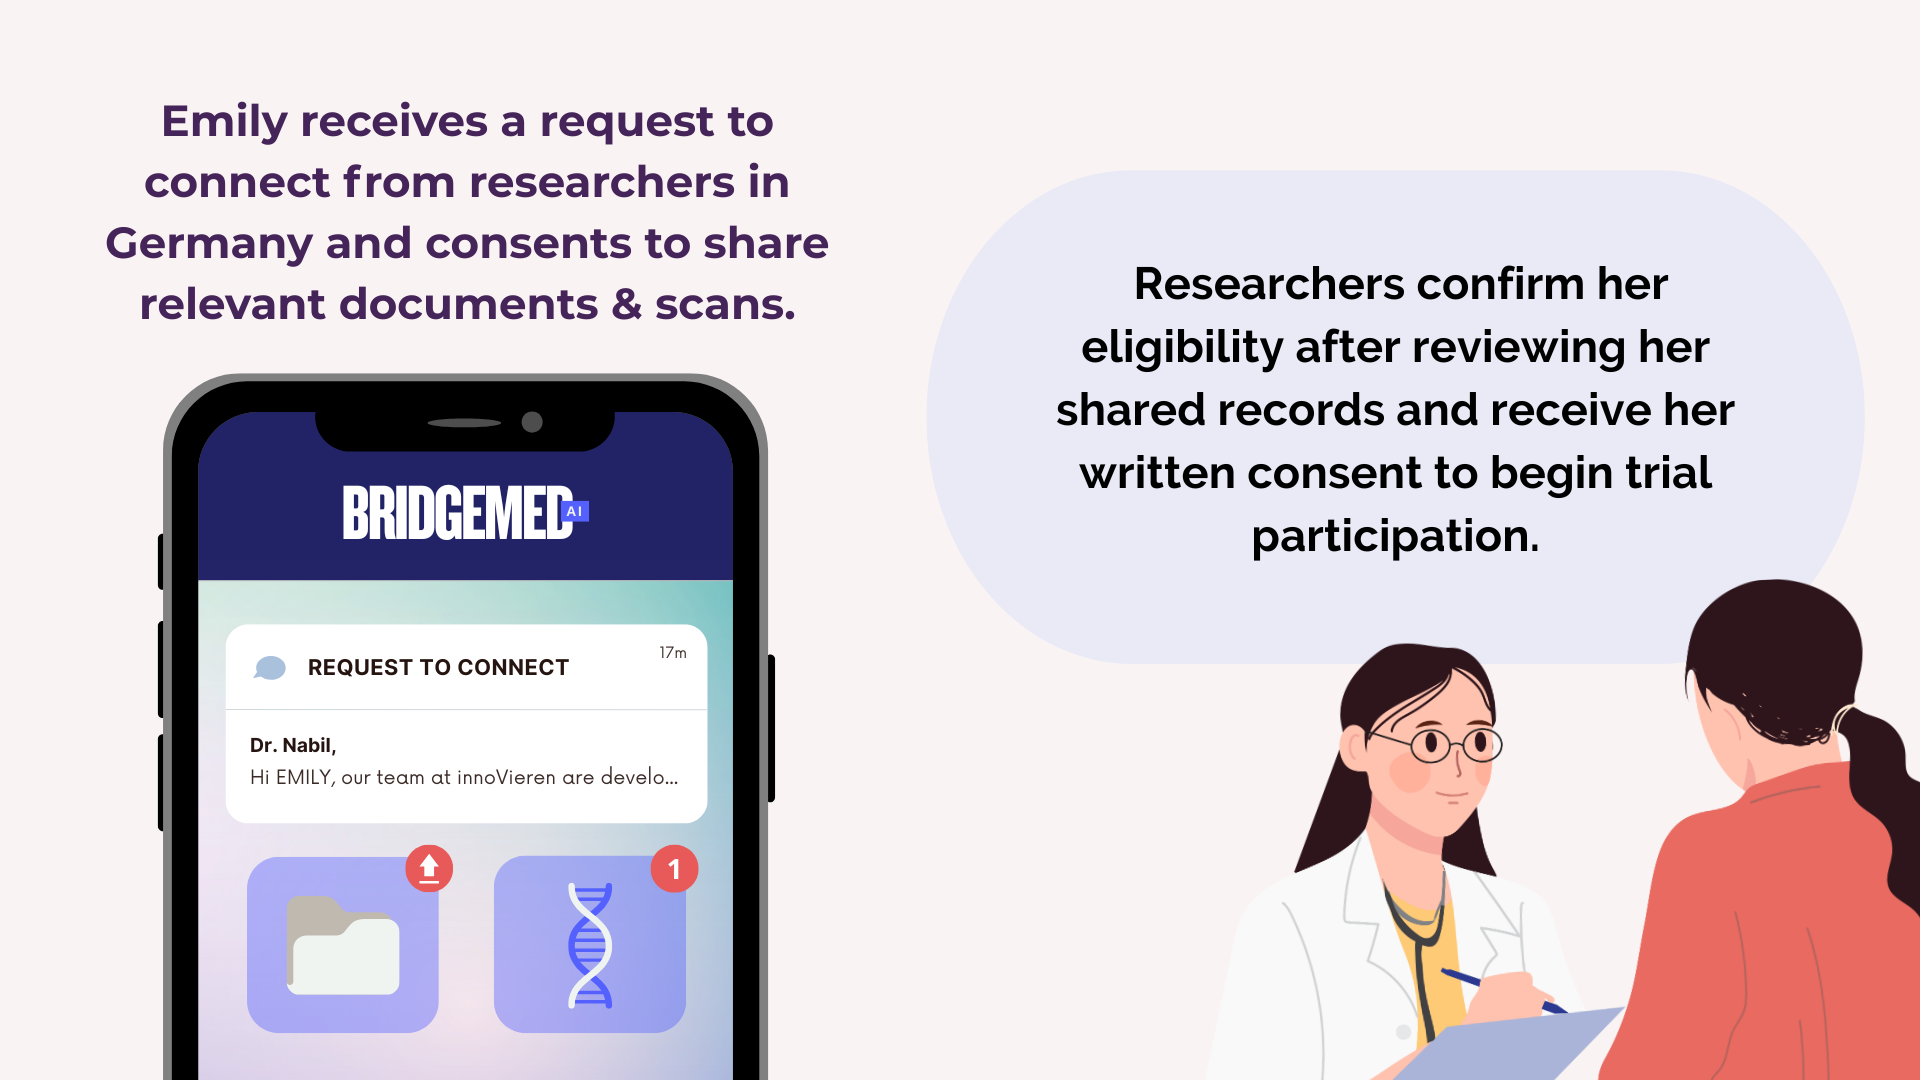 Emily receives a request to
connect from researchers in
Germany and consents to share
relevant documents & scans.
BRIDGEMED AI
REQUEST TO CONNECT
17m
Dr. Nabil,
Hi EMILY, our team at innoVieren are develo...
1
Researchers confirm her
eligibility after reviewing her
shared records and receive her
written consent to begin trial
participation.